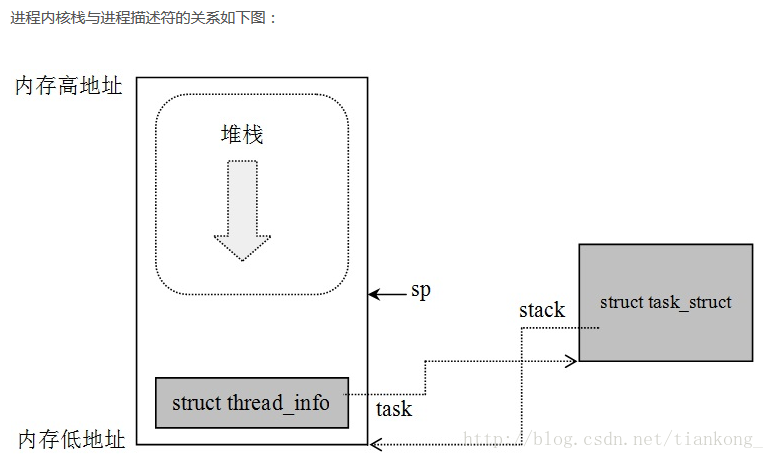 进程内核栈与进程描述符的关系如下图：
内存高地址
堆栈
sp
stack
struct task_struct
struct thread_info
task
内存低地址
http://blog.csdn.net/tiankong_